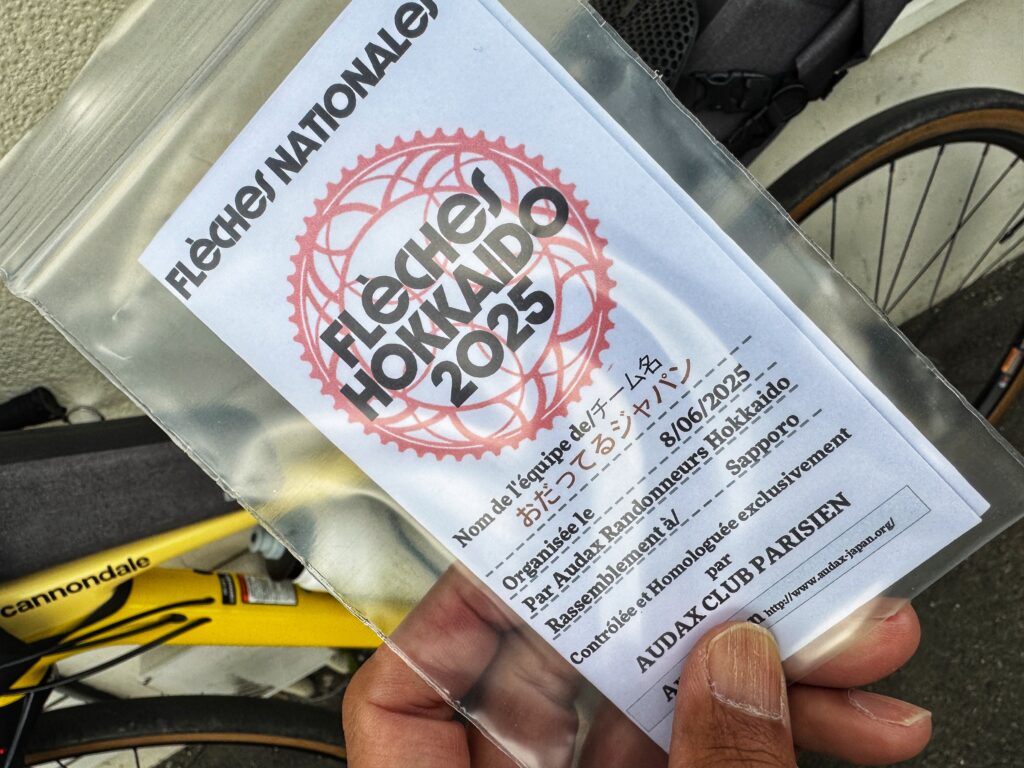 FLèCHES NATIONALES
FLèCHES
HOKKAIDO
2025
Nom de l'équipe de/チーム名
おだってるジャパン
Organisée le 8/06/2025
Par Audax Randonneurs Hokkaido
Rassemblement à/ Sapporo
Contrôlée et Homologuée exclusivement
par
AUDAX CLUB PARISIEN
http://www.audax-japan.org/
cannondale